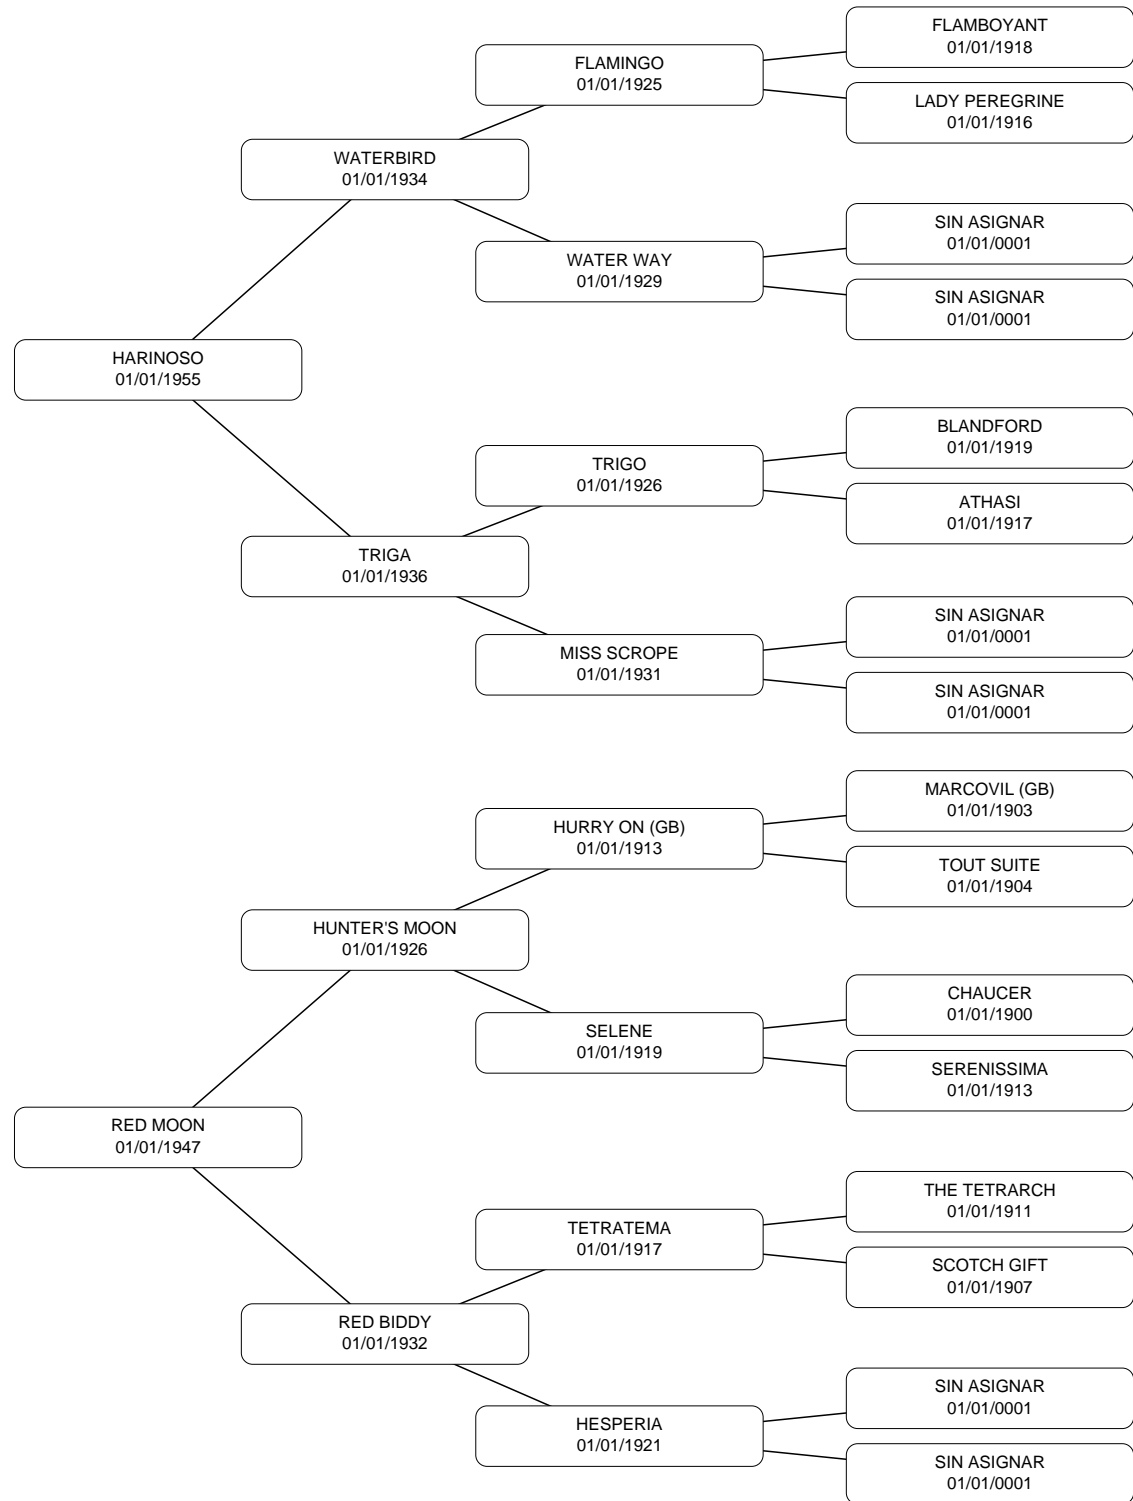 FLAMBOYANT
01/01/1918
FLAMINGO
01/01/1925
LADY PEREGRINE
01/01/1916
WATERBIRD
01/01/1934
SIN ASIGNAR
01/01/0001
WATER WAY
01/01/1929
SIN ASIGNAR
01/01/0001
HARINOSO
01/01/1955
BLANDFORD
01/01/1919
TRIGO
01/01/1926
ATHASI
01/01/1917
TRIGA
01/01/1936
SIN ASIGNAR
01/01/0001
MISS SCROPE
01/01/1931
SIN ASIGNAR
01/01/0001
MARCOVIL (GB)
01/01/1903
HURRY ON (GB)
01/01/1913
TOUT SUITE
01/01/1904
HUNTER'S MOON
01/01/1926
CHAUCER
01/01/1900
SELENE
01/01/1919
SERENISSIMA
01/01/1913
RED MOON
01/01/1947
THE TETRARCH
01/01/1911
TETRATEMA
01/01/1917
SCOTCH GIFT
01/01/1907
RED BIDDY
01/01/1932
SIN ASIGNAR
01/01/0001
HESPERIA
01/01/1921
SIN ASIGNAR
01/01/0001